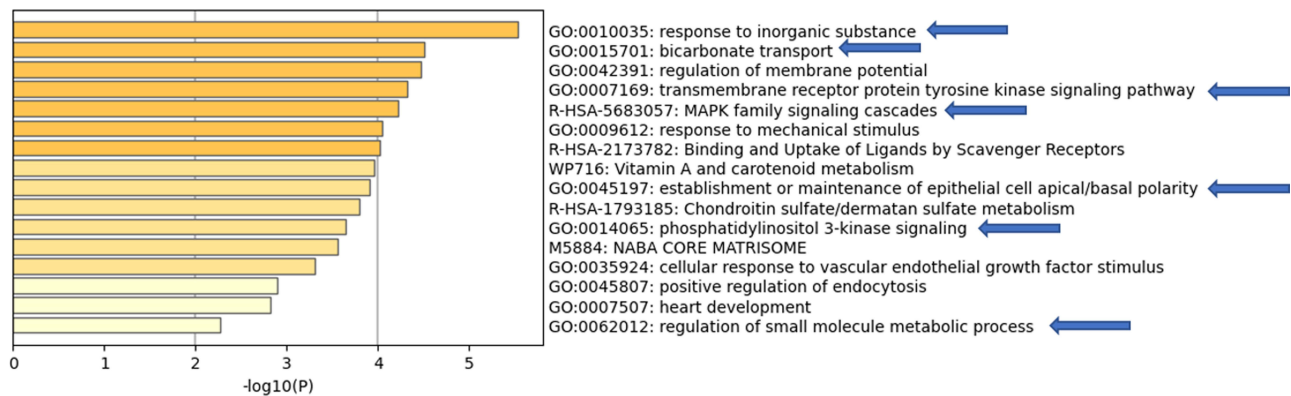 GO:0010035: response to inorganic substance
GO:0015701: bicarbonate transport
GO:0042391: regulation of membrane potential
GO:0007169: transmembrane receptor protein tyrosine kinase signaling pathway
R-HSA-5683057: MAPK family signaling cascades
GO:0009612: response to mechanical stimulus
R-HSA-2173782: Binding and Uptake of Ligands by Scavenger Receptors
WP716: Vitamin A and carotenoid metabolism
GO:0045197: establishment or maintenance of epithelial cell apical/basal polarity
R-HSA-1793185: Chondroitin sulfate/dermatan sulfate metabolism
GO:0014065: phosphatidylinositol 3-kinase signaling
M5884: NABA CORE MATRISOME
GO:0035924: cellular response to vascular endothelial growth factor stimulus
GO:0045807: positive regulation of endocytosis
GO:0007507: heart development
GO:0062012: regulation of small molecule metabolic process
0 1 2 3 4 5
-log10(P)